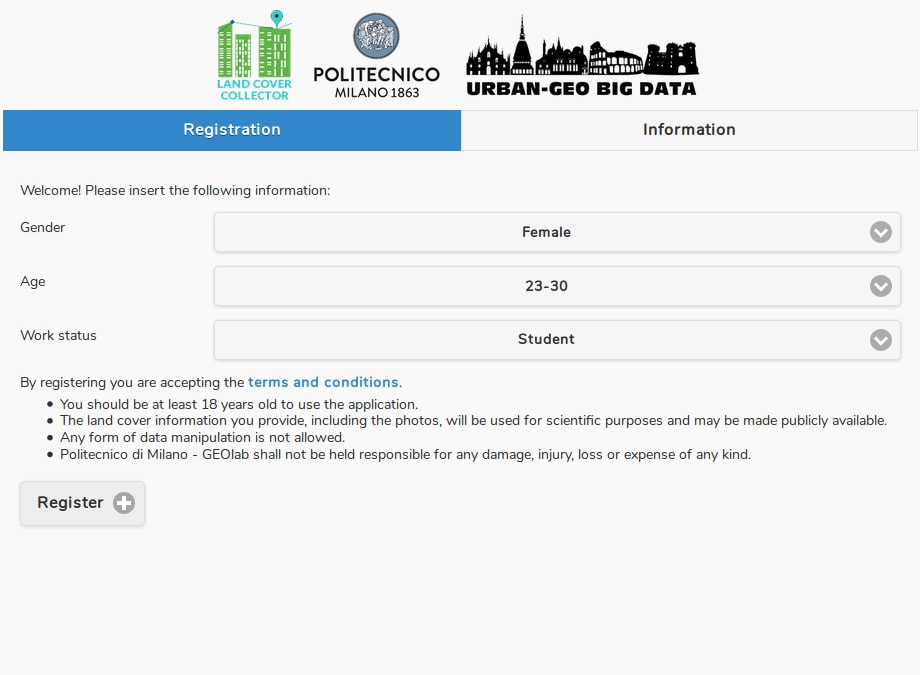 LAND COVER
COLLECTOR
POLITECNICO
MILANO 1863
URBAN-GEO BIG DATA
Registration
Information
Welcome! Please insert the following information:
Gender
Female
Age
23-30
Work status
Student
By registering you are accepting the terms and conditions.
• You should be at least 18 years old to use the application.
• The land cover information you provide, including the photos, will be used for scientific purposes and may be made publicly available.
• Any form of data manipulation is not allowed.
• Politecnico di Milano - GEOlab shall not be held responsible for any damage, injury, loss or expense of any kind.
Register